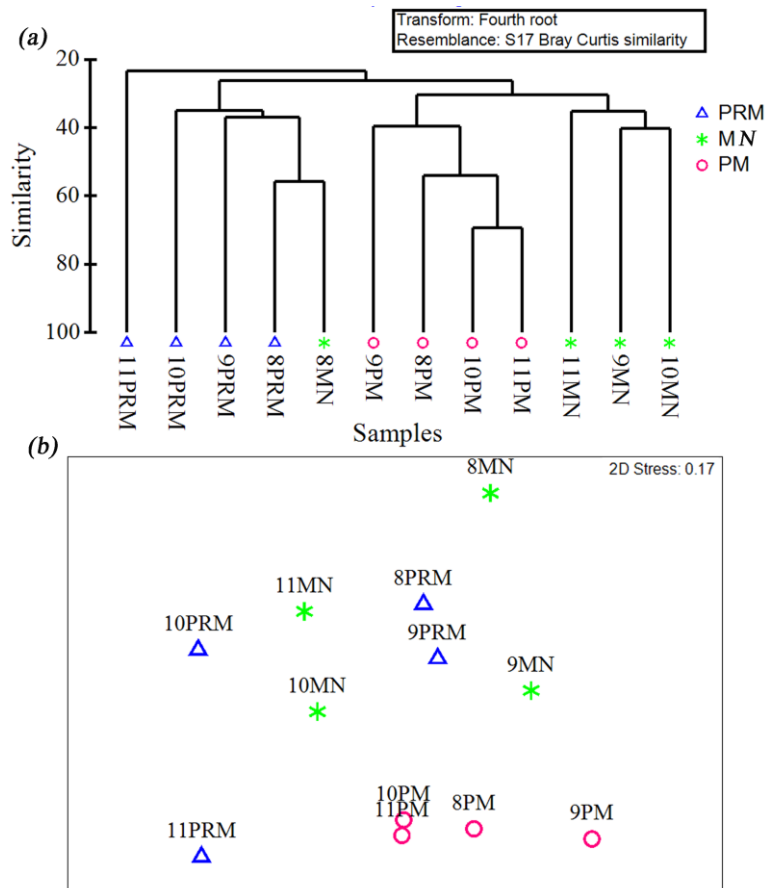 (a)
Transform: Fourth root
Resemblance: S17 Bray Curtis similarity
20
40
60
80
100
Similarity
PRM
MN
PM
11PRM
10PRM
9PRM
8PRM
8MN
9PM
8PM
10PM
11PM
11MN
9MN
10MN
Samples
(b)
2D Stress: 0.17
8MN
11MN
8PRM
10PRM
9PRM
9MN
10MN
10PM
11PM
8PM
9PM
11PRM